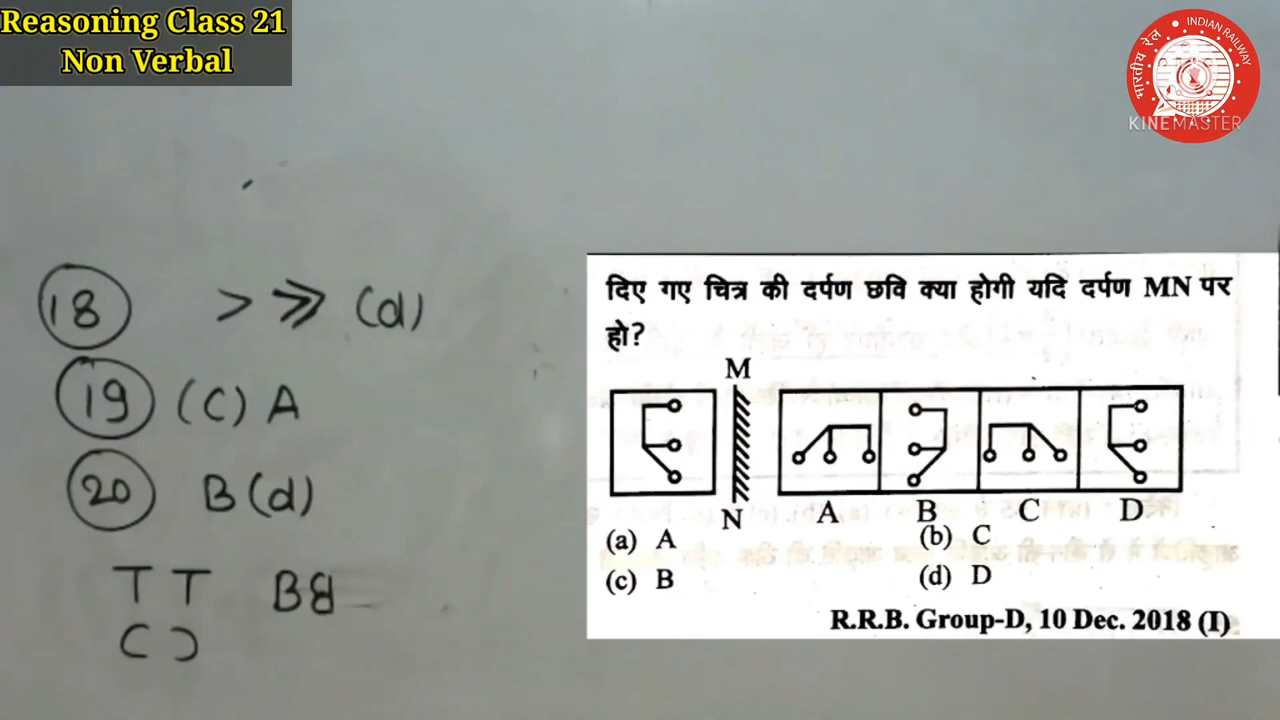 Reasoning Class 21
Non Verbal
भारतीय रेल
INDIAN RAILWAY
KINEMASTER
18 > >> (d)
19 (C) A
20 B (d)
T T B
दिए गए चित्र की दर्पण छवि क्या होगी यदि दर्पण MN पर
हो?
M
N
A B C D
(a) A (b) C
(c) B (d) D
R.R.B. Group-D, 10 Dec. 2018 (I)